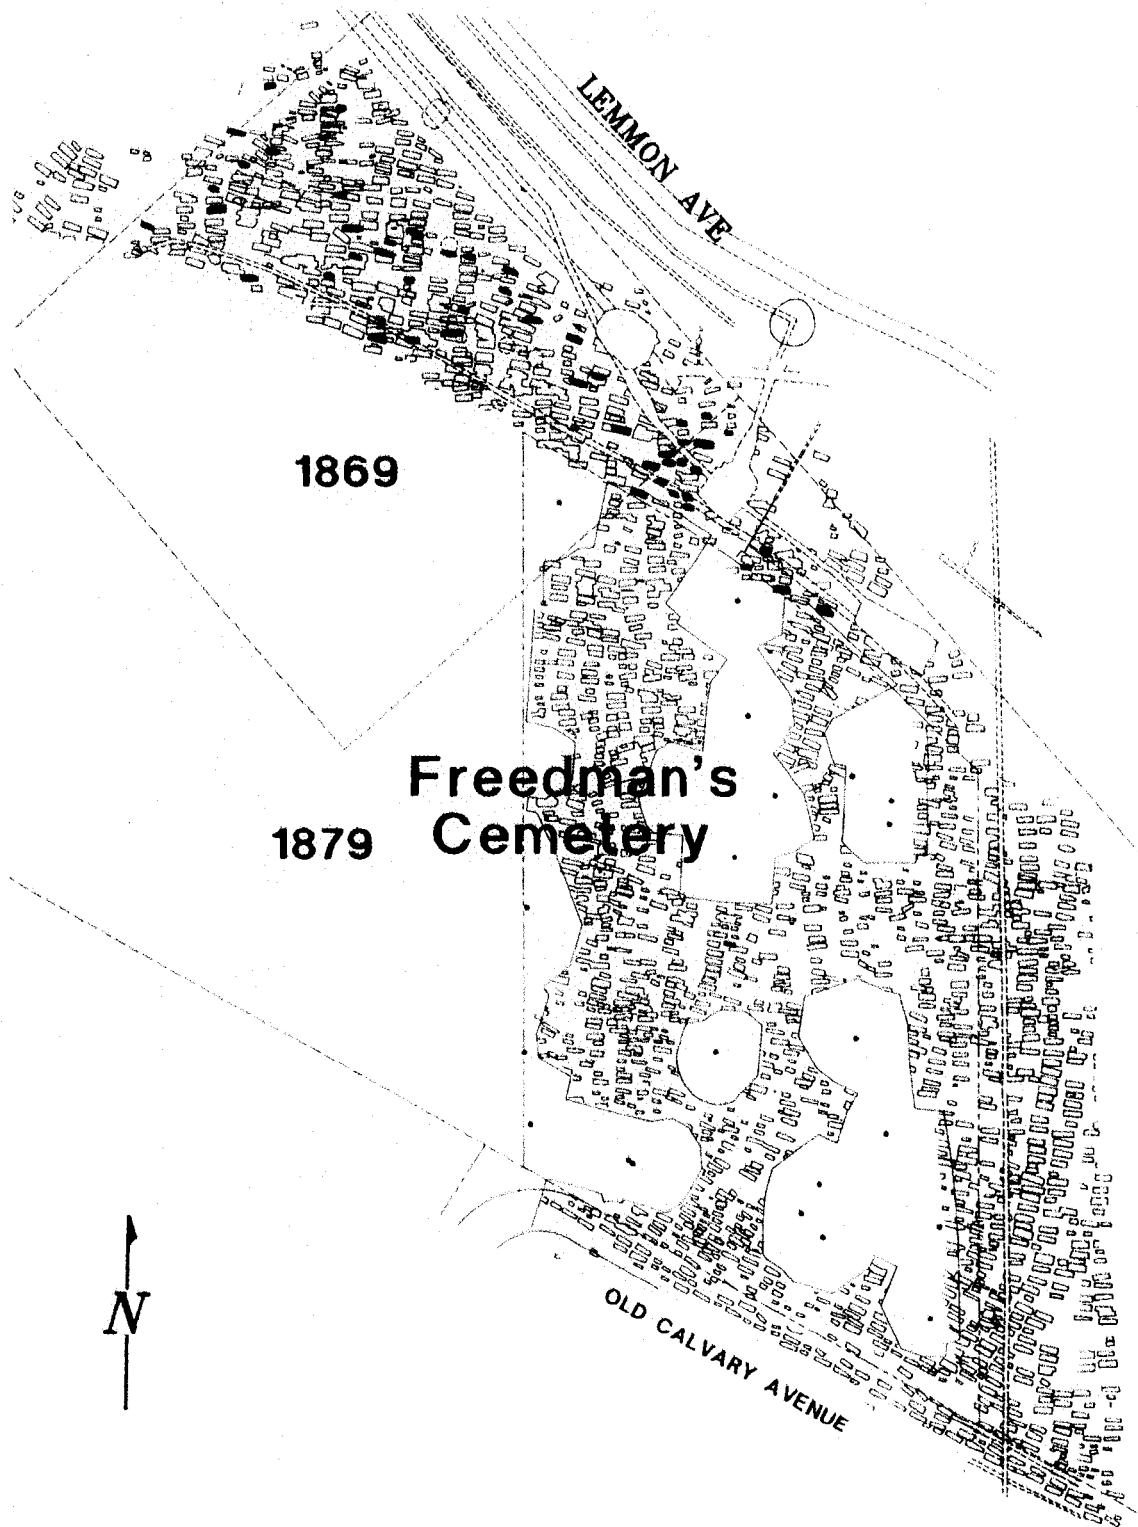 LEMMON AVE
1869
Freedman's
Cemetery
1879
N
OLD CALVARY AVENUE